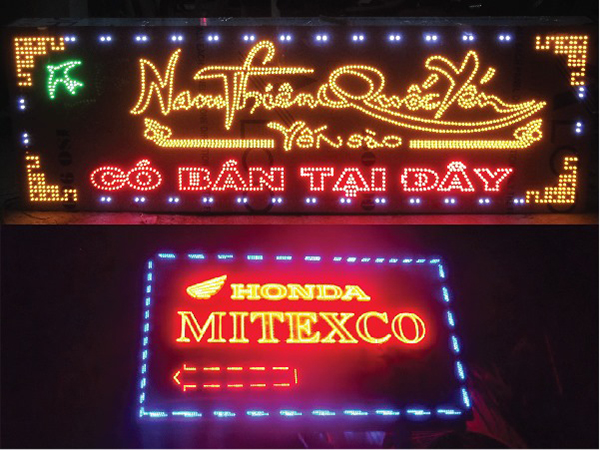 Nam Thiên Quốc Yến
YẾN SÀO
CÓ BÁN TẠI ĐÂY
HONDA
MITEXCO